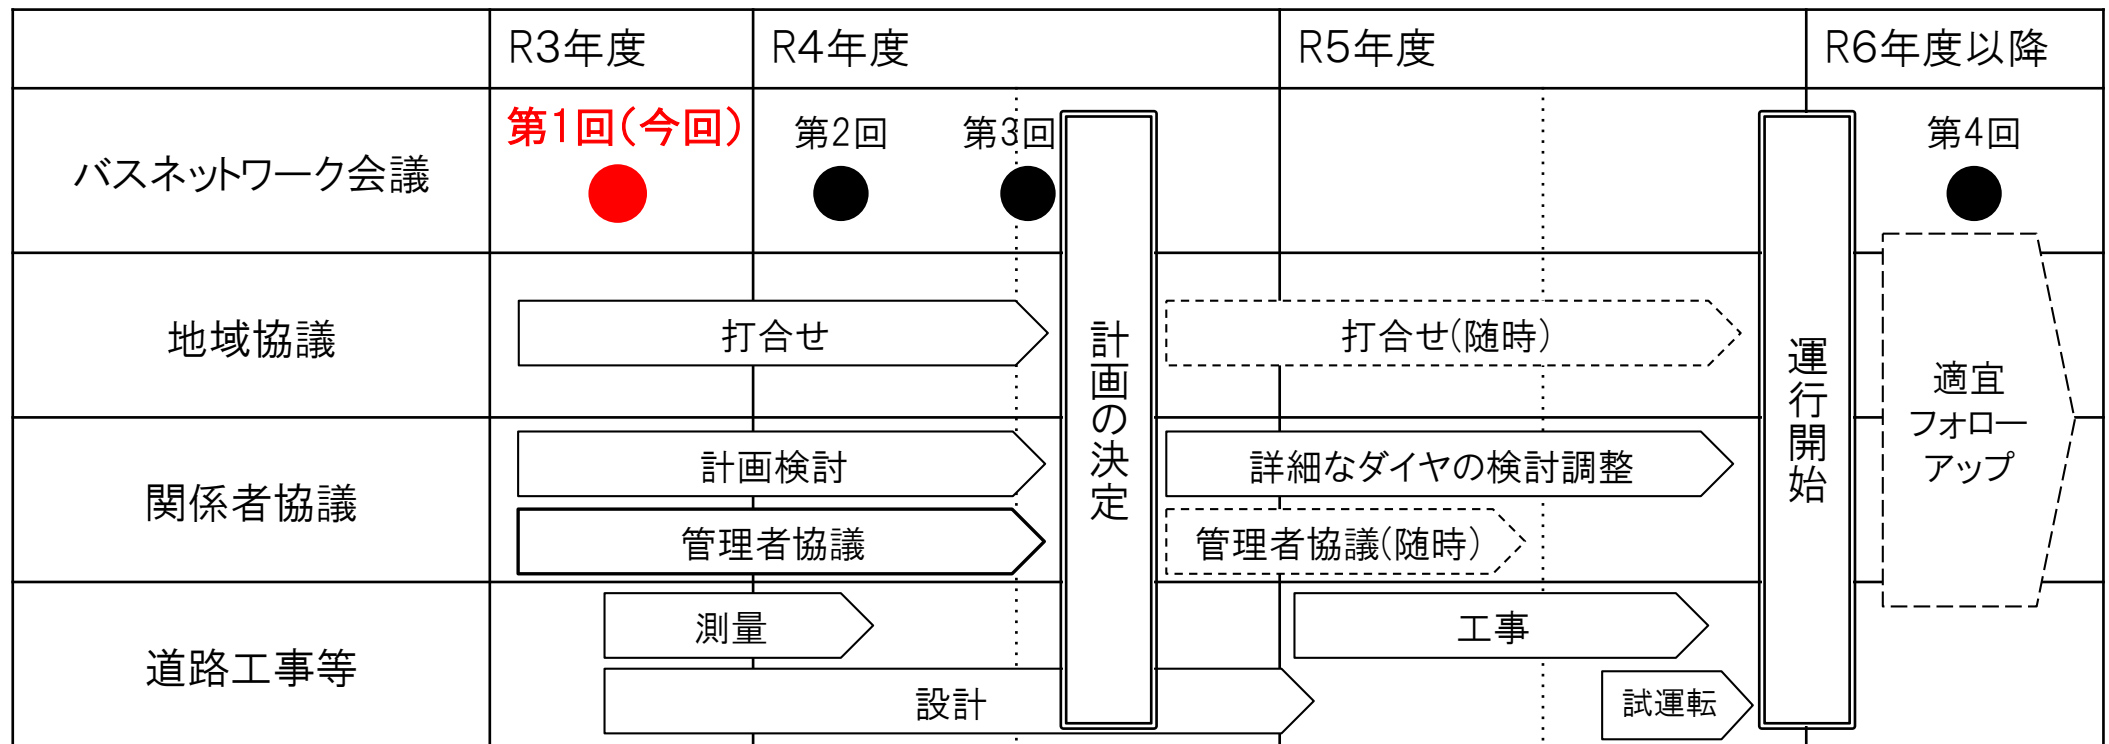 R3年度
R4年度
R5年度
R6年度以降
バスネットワーク会議
第1回(今回)
第2回
第3回
第4回
地域協議
打合せ
打合せ(随時)
関係者協議
計画検討
詳細なダイヤの検討調整
管理者協議
管理者協議(随時)
道路工事等
測量
工事
設計
試運転
計画の決定
運行開始
適宜
フォロー
アップ